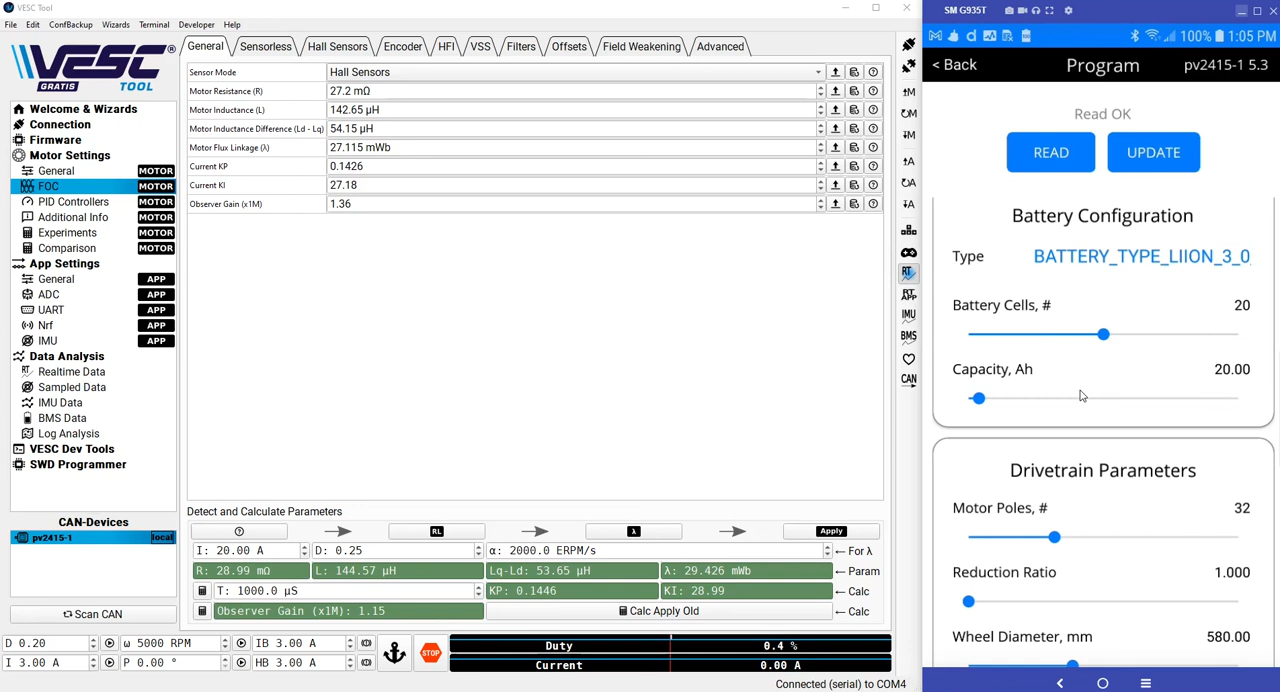 VESC Tool
File Edit ConfBackup Wizards Terminal Developer Help
VESC®
GRATIS TOOL
Welcome & Wizards
Connection
Firmware
Motor Settings
General MOTOR
FOC MOTOR
PID Controllers MOTOR
Additional Info MOTOR
Experiments MOTOR
Comparison MOTOR
App Settings
General APP
ADC APP
UART APP
Nrf APP
IMU APP
Data Analysis
RT Realtime Data
Sampled Data
IMU Data
BMS Data
Log Analysis
VESC Dev Tools
SWD Programmer
CAN-Devices
pv2415-1 local
Scan CAN
General Sensorless Hall Sensors Encoder HFI VSS Filters Offsets Field Weakening Advanced
Sensor Mode Hall Sensors
Motor Resistance (R) 27.2 mΩ
Motor Inductance (L) 142.65 µH
Motor Inductance Difference (Ld - Lq) 54.15 µH
Motor Flux Linkage (λ) 27.115 mWb
Current KP 0.1426
Current KI 27.18
Observer Gain (x1M) 1.36
Detect and Calculate Parameters
RL λ Apply
I: 20.00 A D: 0.25 α: 2000.0 ERPM/s ← For λ
R: 28.99 mΩ L: 144.57 µH Lq-Ld: 53.65 µH λ: 29.426 mWb ← Param
T: 1000.0 µS KP: 0.1446 KI: 28.99 ← Calc
Observer Gain (x1M): 1.15 Calc Apply Old ← Calc
D 0.20 ω 5000 RPM IB 3.00 A
I 3.00 A P 0.00 ° HB 3.00 A
STOP
Duty 0.4 %
Current 0.00 A
Connected (serial) to COM4
↑M
↻M
↓M
↑A
↻A
↓A
RT
RT APP
IMU
BMS
CAN
SM G935T
100% 1:05 PM
< Back Program pv2415-1 5.3
Read OK
READ UPDATE
Battery Configuration
Type BATTERY_TYPE_LIION_3_0
Battery Cells, # 20
Capacity, Ah 20.00
Drivetrain Parameters
Motor Poles, # 32
Reduction Ratio 1.000
Wheel Diameter, mm 580.00